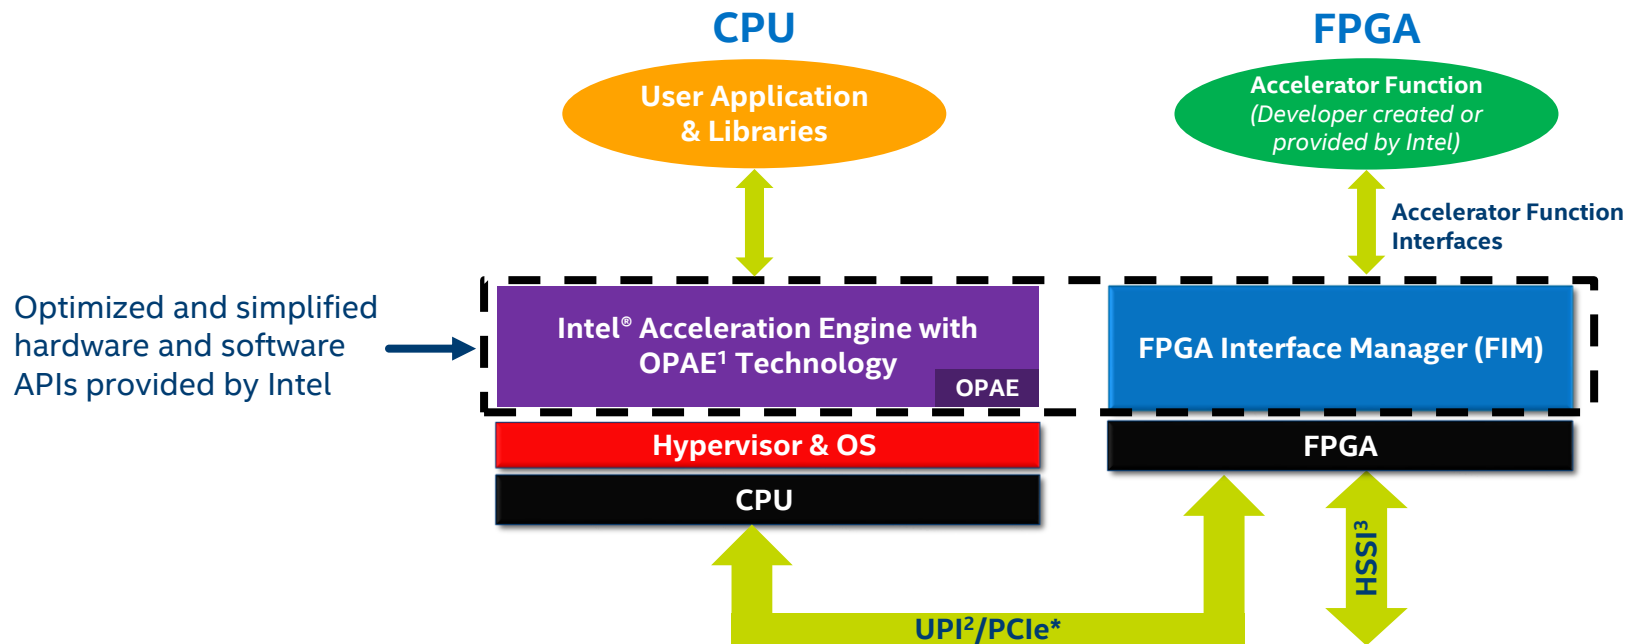 CPU
FPGA
User Application
& Libraries
Accelerator Function
(Developer created or
provided by Intel)
Accelerator Function
Interfaces
Optimized and simplified
hardware and software
APIs provided by Intel
Intel® Acceleration Engine with
OPAE¹ Technology
OPAE
FPGA Interface Manager (FIM)
Hypervisor & OS
FPGA
CPU
HSSI³
UPI²/PCIe*